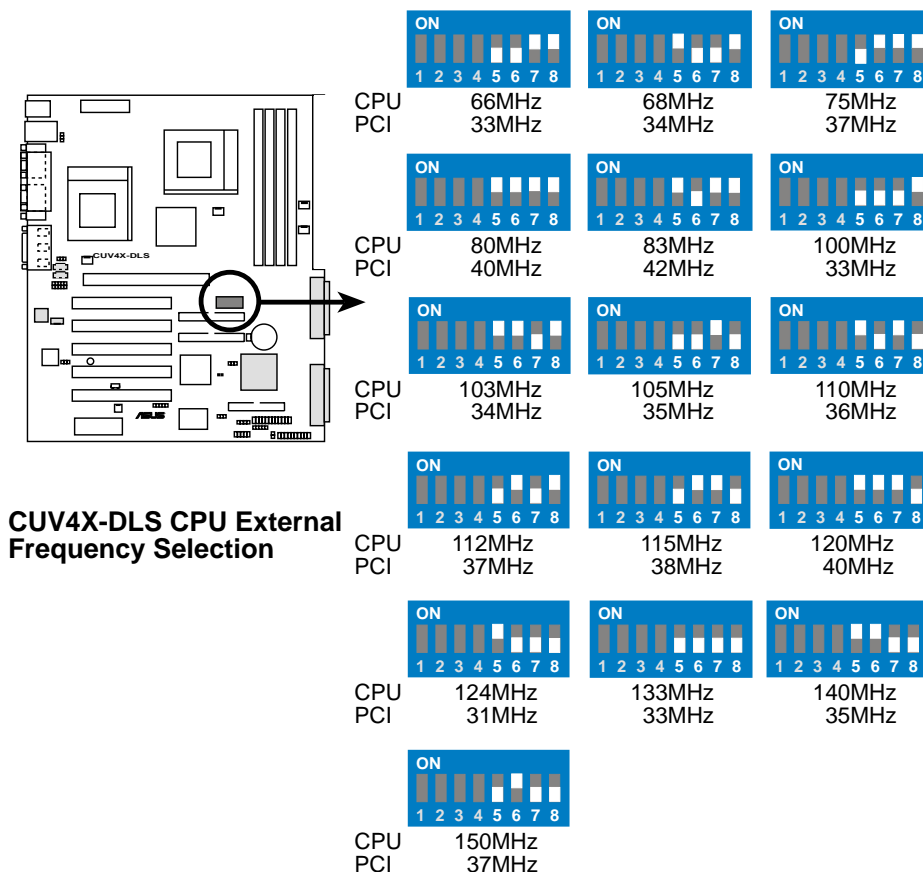 ON ON ON
1 2 3 4 5 6 7 8 1 2 3 4 5 6 7 8 1 2 3 4 5 6 7 8
CPU 66MHz 68MHz 75MHz
PCI 33MHz 34MHz 37MHz
ON ON ON
1 2 3 4 5 6 7 8 1 2 3 4 5 6 7 8 1 2 3 4 5 6 7 8
CPU 80MHz 83MHz 100MHz
PCI 40MHz 42MHz 33MHz
CUV4X-DLS
ON ON ON
1 2 3 4 5 6 7 8 1 2 3 4 5 6 7 8 1 2 3 4 5 6 7 8
CPU 103MHz 105MHz 110MHz
PCI 34MHz 35MHz 36MHz
ASUS
ON ON ON
1 2 3 4 5 6 7 8 1 2 3 4 5 6 7 8 1 2 3 4 5 6 7 8
CPU 112MHz 115MHz 120MHz
PCI 37MHz 38MHz 40MHz
CUV4X-DLS CPU External
Frequency Selection
ON ON ON
1 2 3 4 5 6 7 8 1 2 3 4 5 6 7 8 1 2 3 4 5 6 7 8
CPU 124MHz 133MHz 140MHz
PCI 31MHz 33MHz 35MHz
ON
1 2 3 4 5 6 7 8
CPU 150MHz
PCI 37MHz